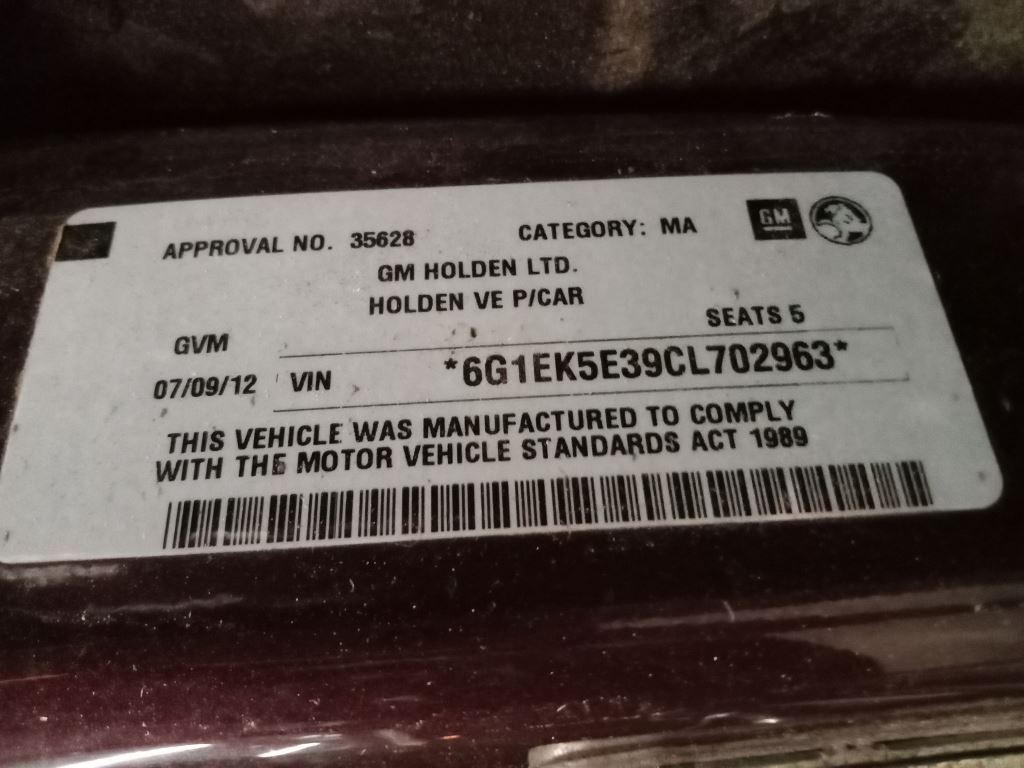 APPROVAL NO. 35628 CATEGORY: MA GM
GM HOLDEN LTD.
HOLDEN VE P/CAR
SEATS 5
GVM
07/09/12 VIN *6G1EK5E39CL702963*
THIS VEHICLE WAS MANUFACTURED TO COMPLY
WITH THE MOTOR VEHICLE STANDARDS ACT 1989